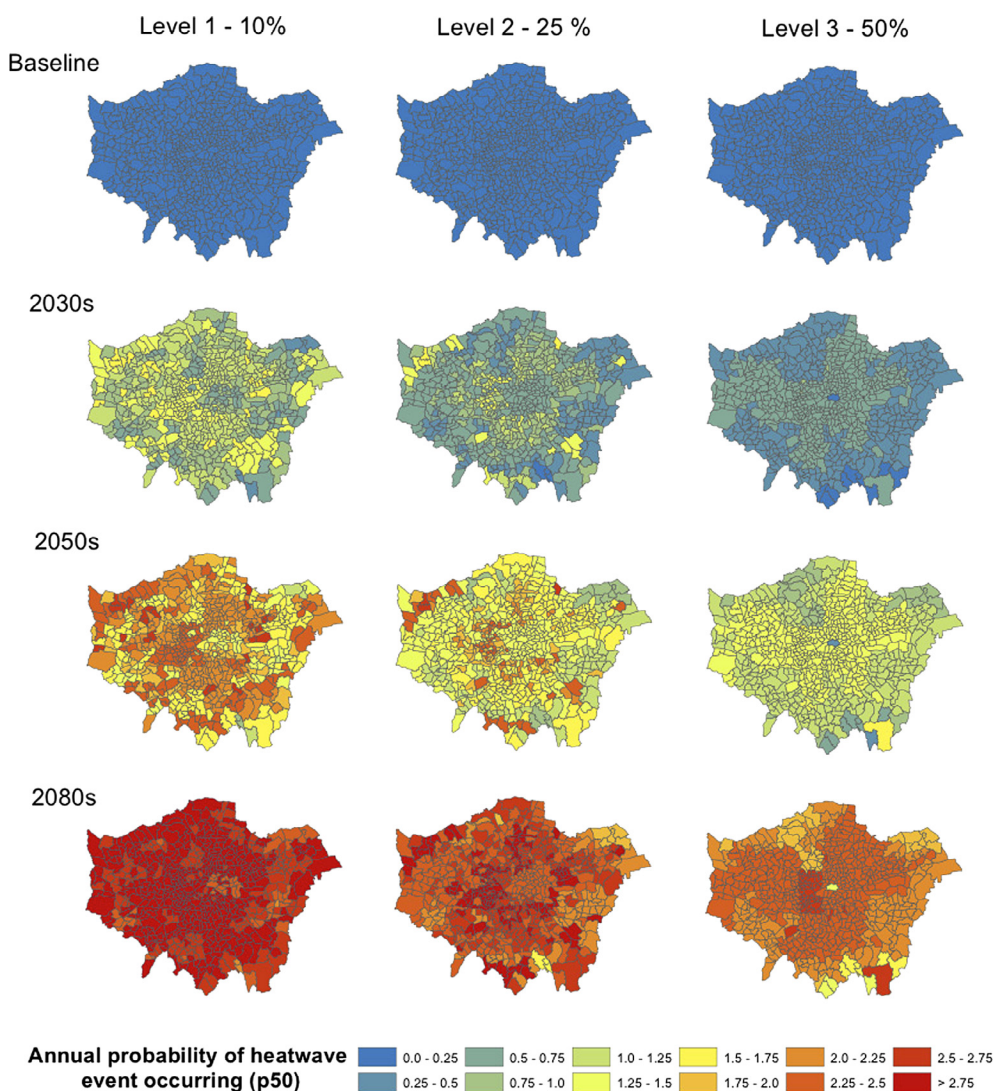 Level 1 - 10% Level 2 - 25 % Level 3 - 50%
Baseline
2030s
2050s
2080s
Annual probability of heatwave
event occurring (p50)
0.0 - 0.25 0.5 - 0.75 1.0 - 1.25 1.5 - 1.75 2.0 - 2.25 2.5 - 2.75
0.25 - 0.5 0.75 - 1.0 1.25 - 1.5 1.75 - 2.0 2.25 - 2.5 > 2.75